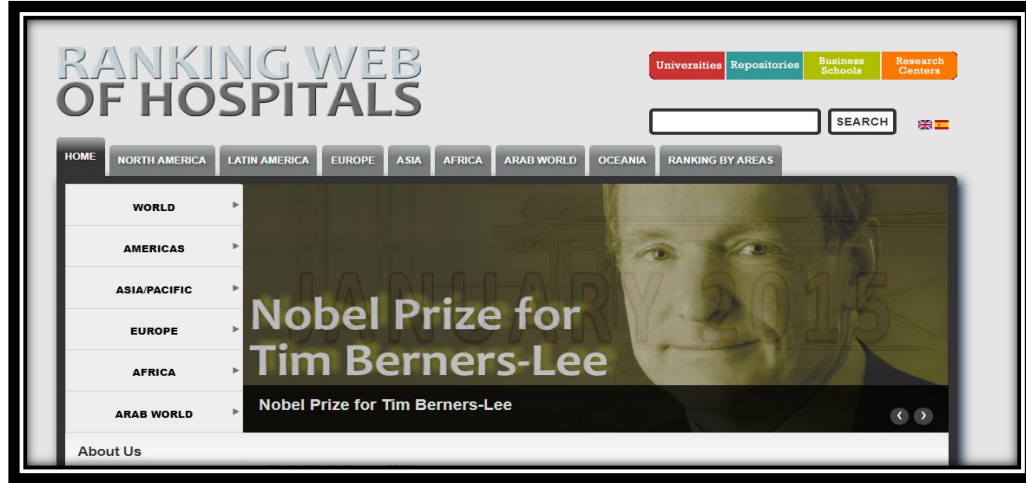 RANKING WEB
OF HOSPITALS
Universities
Repositories
Business
Schools
Research
Centers
SEARCH
HOME
NORTH AMERICA
LATIN AMERICA
EUROPE
ASIA
AFRICA
ARAB WORLD
OCEANIA
RANKING BY AREAS
WORLD
AMERICAS
ASIA/PACIFIC
EUROPE
AFRICA
ARAB WORLD
JANUARY 2015
Nobel Prize for
Tim Berners-Lee
Nobel Prize for Tim Berners-Lee
About Us